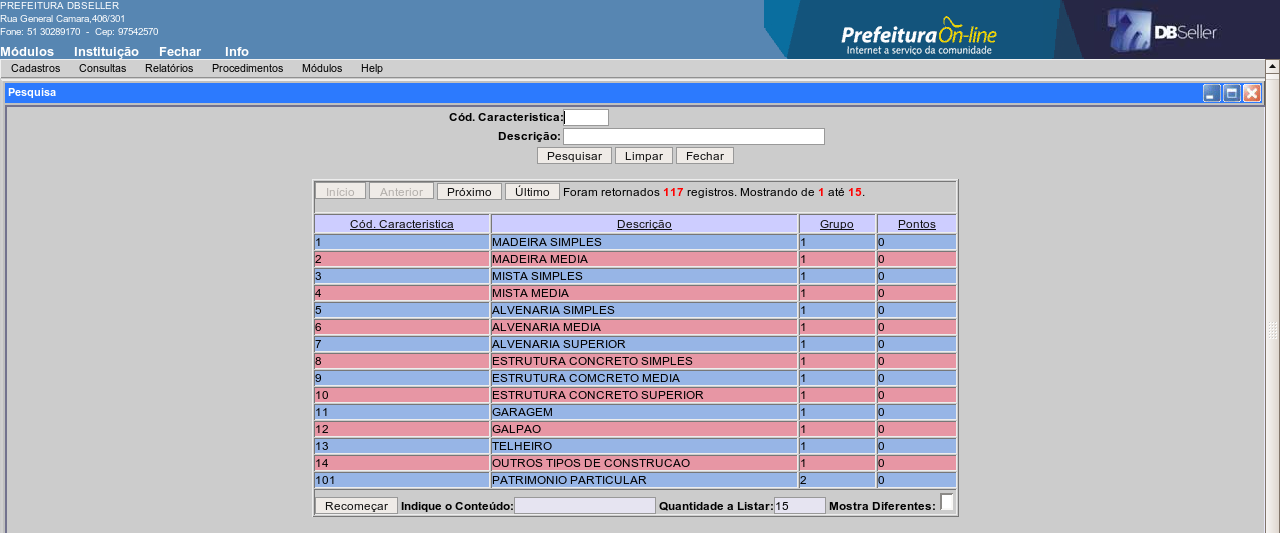 PREFEITURA DBSELLER
Rua General Camara,406/301
Fone: 51 30289170 - Cep: 97542570
PrefeituraOn-line
Internet a serviço da comunidade
DBSeller
Módulos Instituição Fechar Info
Cadastros Consultas Relatórios Procedimentos Módulos Help
Pesquisa
Cód. Caracteristica:
Descrição:
Pesquisar Limpar Fechar
Início Anterior Próximo Último Foram retornados 117 registros. Mostrando de 1 até 15.
Cód. Caracteristica Descrição Grupo Pontos
1 MADEIRA SIMPLES 1 0
2 MADEIRA MEDIA 1 0
3 MISTA SIMPLES 1 0
4 MISTA MEDIA 1 0
5 ALVENARIA SIMPLES 1 0
6 ALVENARIA MEDIA 1 0
7 ALVENARIA SUPERIOR 1 0
8 ESTRUTURA CONCRETO SIMPLES 1 0
9 ESTRUTURA COMCRETO MEDIA 1 0
10 ESTRUTURA CONCRETO SUPERIOR 1 0
11 GARAGEM 1 0
12 GALPAO 1 0
13 TELHEIRO 1 0
14 OUTROS TIPOS DE CONSTRUCAO 1 0
101 PATRIMONIO PARTICULAR 2 0
Recomeçar Indique o Conteúdo: Quantidade a Listar: 15 Mostra Diferentes: